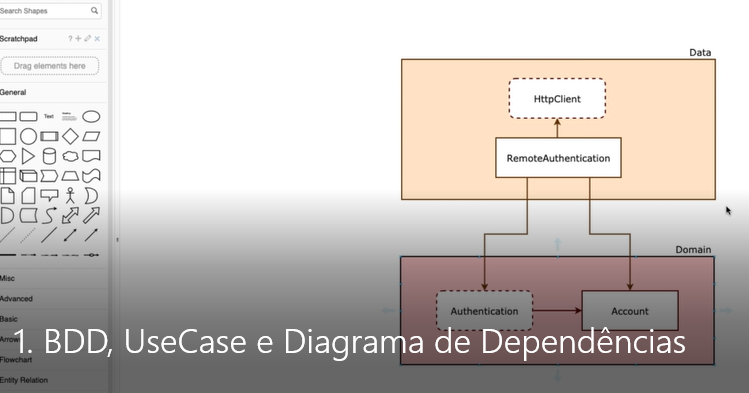 Search Shapes
Scratchpad
Drag elements here
General
Text
Misc
Advanced
Basic
Arrows
Flowchart
Entity Relation
Data
HttpClient
RemoteAuthentication
Domain
Authentication
Account
1. BDD, UseCase e Diagrama de Dependências